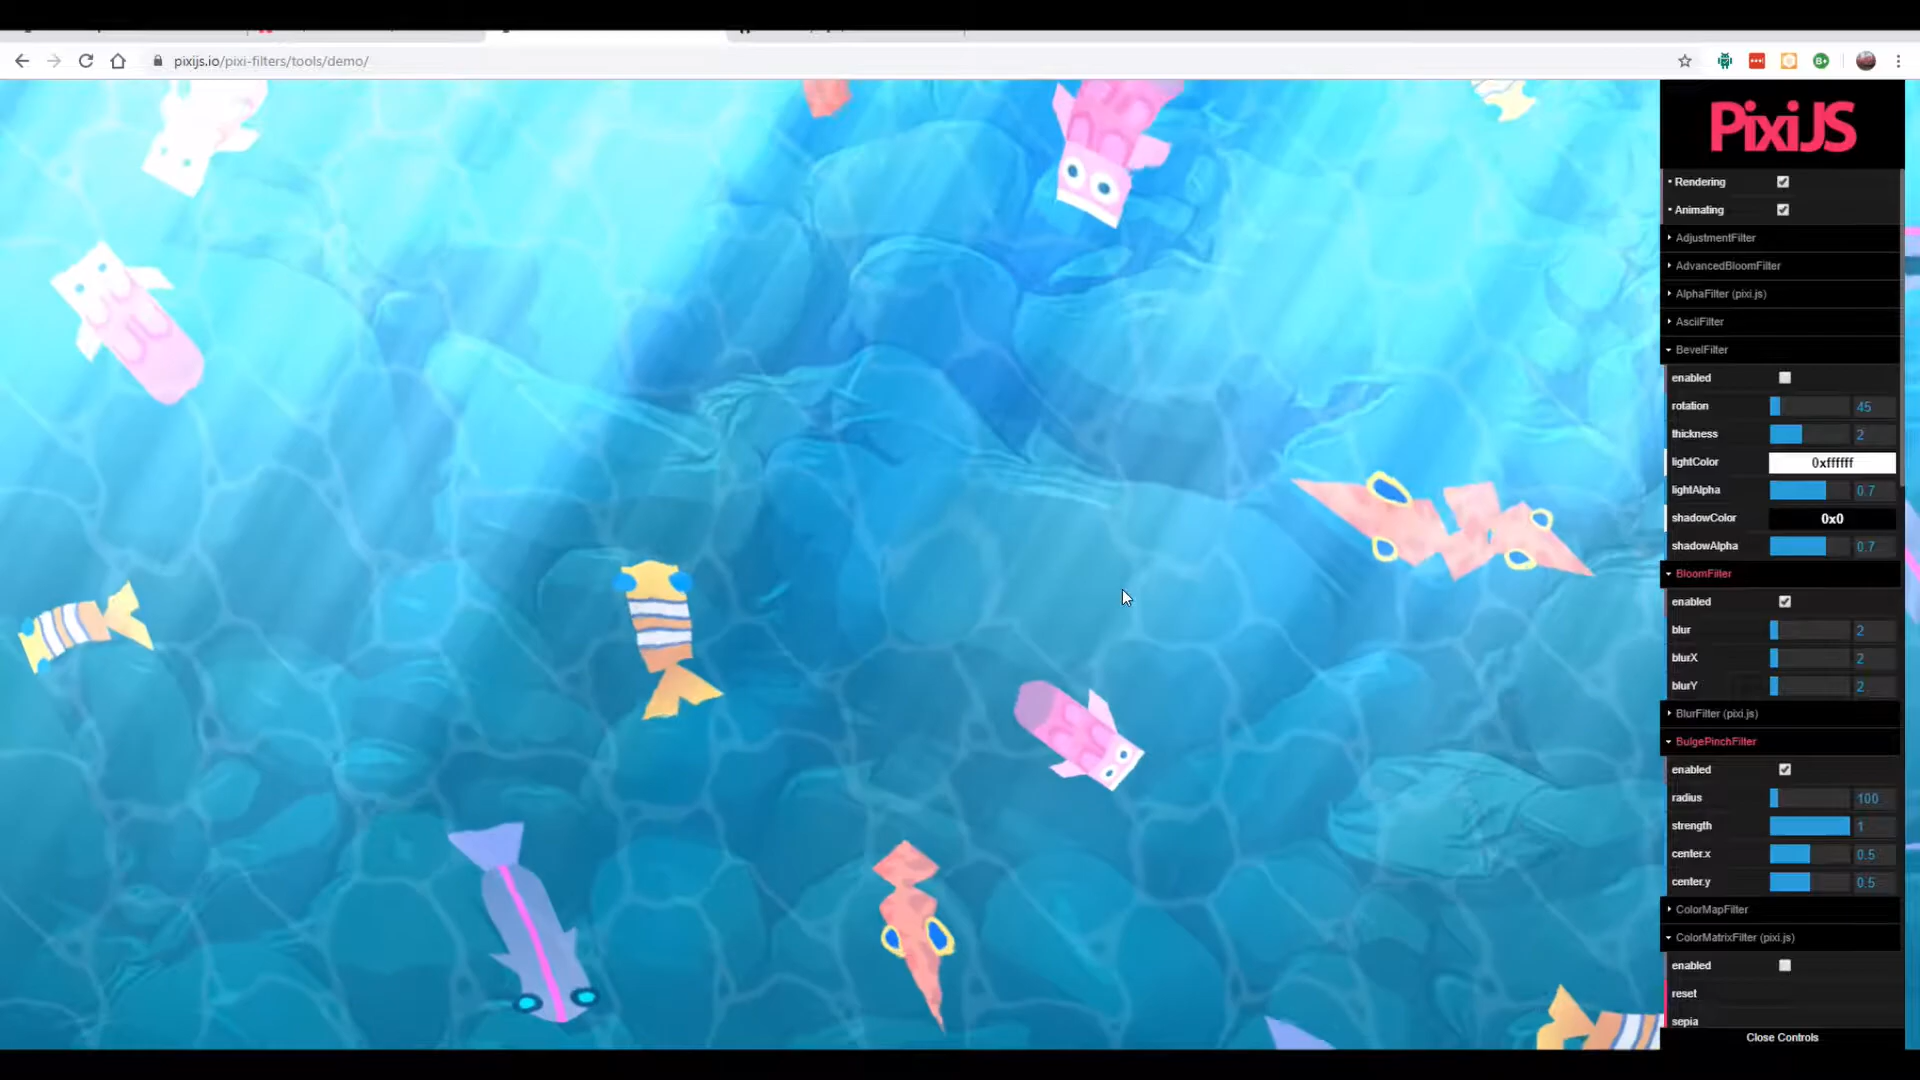 pixijs.io/pixi-filters/tools/demo/
PixiJS
• Rendering
• Animating
AdjustmentFilter
AdvancedBloomFilter
AlphaFilter (pixi.js)
AsciiFilter
BevelFilter
enabled
rotation 45
thickness 2
lightColor 0xffffff
lightAlpha 0.7
shadowColor 0x0
shadowAlpha 0.7
BloomFilter
enabled
blur 2
blurX 2
blurY 2
BlurFilter (pixi.js)
BulgePinchFilter
enabled
radius 100
strength 1
center.x 0.5
center.y 0.5
ColorMapFilter
ColorMatrixFilter (pixi.js)
enabled
reset
sepia
Close Controls